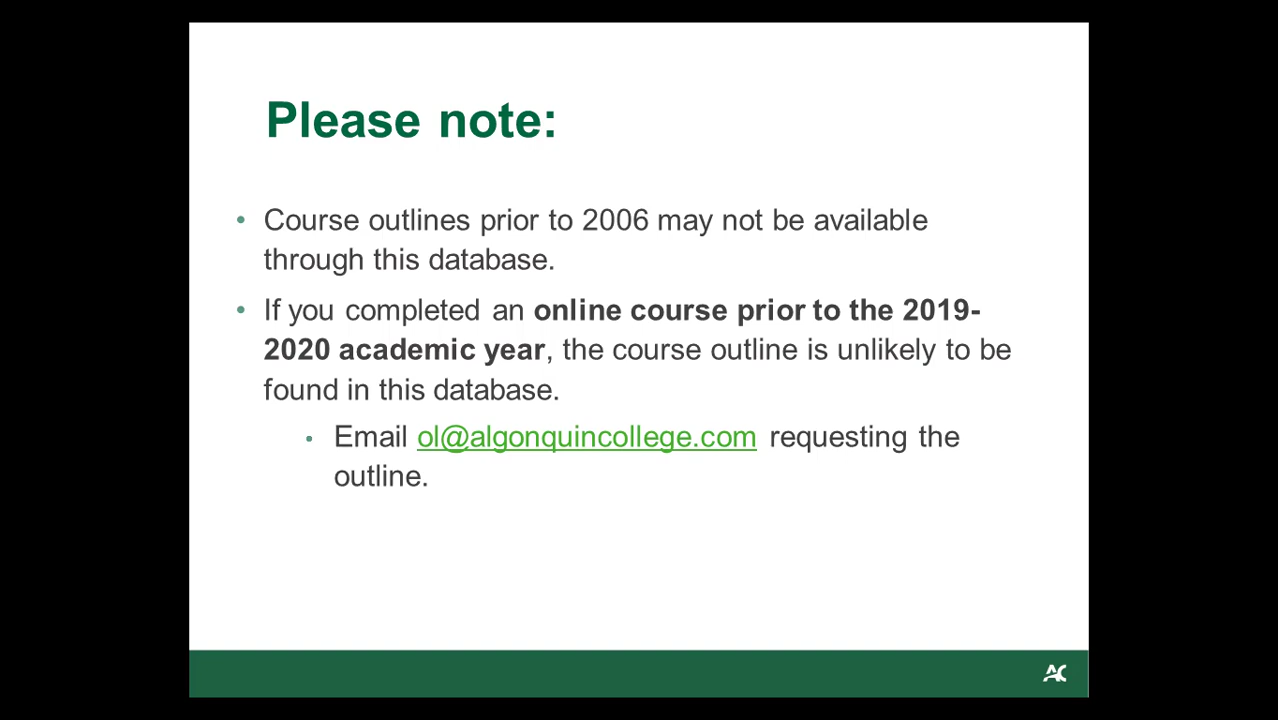 Please note:
• Course outlines prior to 2006 may not be available
through this database.
• If you completed an online course prior to the 2019-
2020 academic year, the course outline is unlikely to be
found in this database.
• Email ol@algonquincollege.com requesting the
outline.
AC